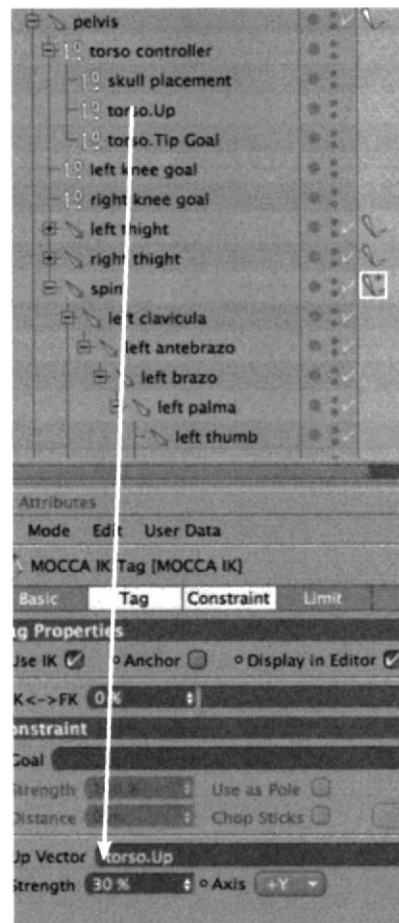 pelvis
torso controller
skull placement
torso.Up
torso.Tip Goal
left knee goal
right knee goal
left thight
right thight
spin
left clavicula
left antebrazo
left brazo
left palma
left thumb
Attributes
Mode Edit User Data
MOCCA IK Tag [MOCCA IK]
Basic Tag Constraint Limit
ag Properties
Use IK Anchor Display in Editor
K<->FK 0 %
onstraint
Goal
Strength Use as Pole
Distance Chop Sticks
Up Vector torso.Up
Strength 30 % Axis +Y